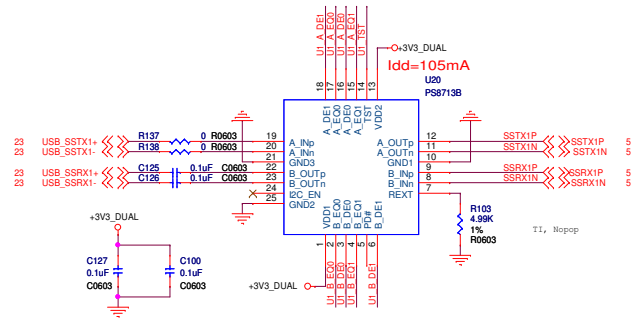 U1_A_DE1
U1_A_EQ0
U1_A_DE0
U1_A_EQ1
U1_TST
+3V3_DUAL
Idd=105mA
U20
PS8713B
18
17
16
15
14
13
A_DE1
A_EQ0
A_DE0
A_EQ1
TST
VDD2
23 USB_SSTX1+ R137 0 R0603 19 A_INp
23 USB_SSTX1- R138 0 R0603 20 A_INn
21 GND3
23 USB_SSRX1+ C125 0.1uF C0603 22 B_OUTp
23 USB_SSRX1- C126 0.1uF C0603 23 B_OUTn
24 I2C_EN
25 GND2
A_OUTp 12 SSTX1P SSTX1P 5
A_OUTn 11 SSTX1N SSTX1N 5
GND1 10
B_INp 9 SSRX1P SSRX1P 5
B_INn 8 SSRX1N SSRX1N 5
REXT 7
R103
4.99K
1%
R0603
TI, Nopop
VDD1
B_EQ0
B_DE0
B_EQ1
PD#
B_DE1
1
2
3
4
5
6
+3V3_DUAL
U1_B_EQ0
U1_B_DE0
U1_B_EQ1
U1_B_DE1
+3V3_DUAL
C127
0.1uF
C0603
C100
0.1uF
C0603